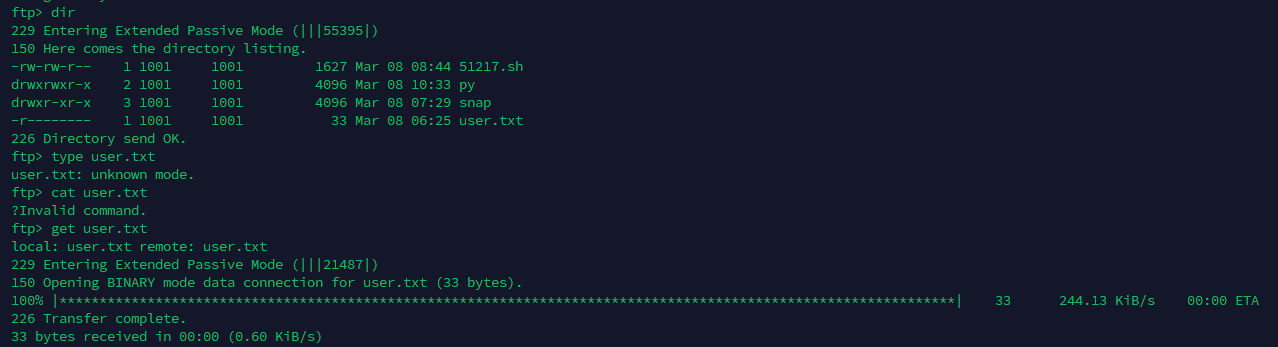 ftp> dir
229 Entering Extended Passive Mode (|||55395|)
150 Here comes the directory listing.
-rw-rw-r--    1 1001     1001         1627 Mar 08 08:44 51217.sh
drwxrwxr-x    2 1001     1001         4096 Mar 08 10:33 py
drwxr-xr-x    3 1001     1001         4096 Mar 08 07:29 snap
-r--------    1 1001     1001           33 Mar 08 06:25 user.txt
226 Directory send OK.
ftp> type user.txt
user.txt: unknown mode.
ftp> cat user.txt
?Invalid command.
ftp> get user.txt
local: user.txt remote: user.txt
229 Entering Extended Passive Mode (|||21487|)
150 Opening BINARY mode data connection for user.txt (33 bytes).
100% |****************************************************************************************************************| 33 244.13 KiB/s 00:00 ETA
226 Transfer complete.
33 bytes received in 00:00 (0.60 KiB/s)